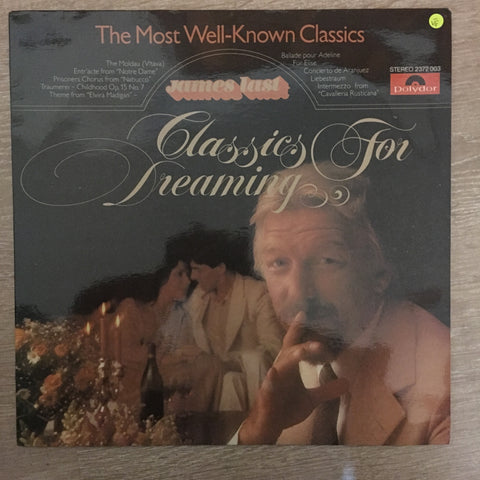 The Most Well-Known Classics
The Moldau (Vltava)
Entr'acte from "Notre Dame"
Prisoners Chorus from "Nabucco"
Träumerei - Childhood Op. 15 No. 7
Theme from "Elvira Madigan" -
Ballade pour Adeline
Für Elise
Concierto de Aranjuez
Liebestraum
Intermezzo from
"Cavalleria Rusticana"
STEREO 2372 003
Polydor
James Last
Classics For
Dreaming